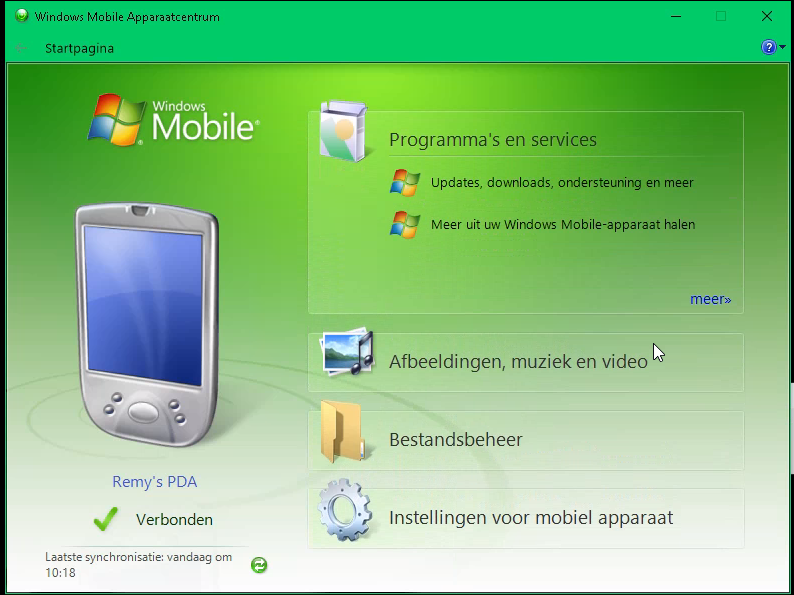 Windows Mobile Apparaatcentrum
Startpagina
Windows
Mobile®
Programma's en services
Updates, downloads, ondersteuning en meer
Meer uit uw Windows Mobile-apparaat halen
meer»
Afbeeldingen, muziek en video
Bestandsbeheer
Instellingen voor mobiel apparaat
Remy's PDA
Verbonden
Laatste synchronisatie: vandaag om
10:18